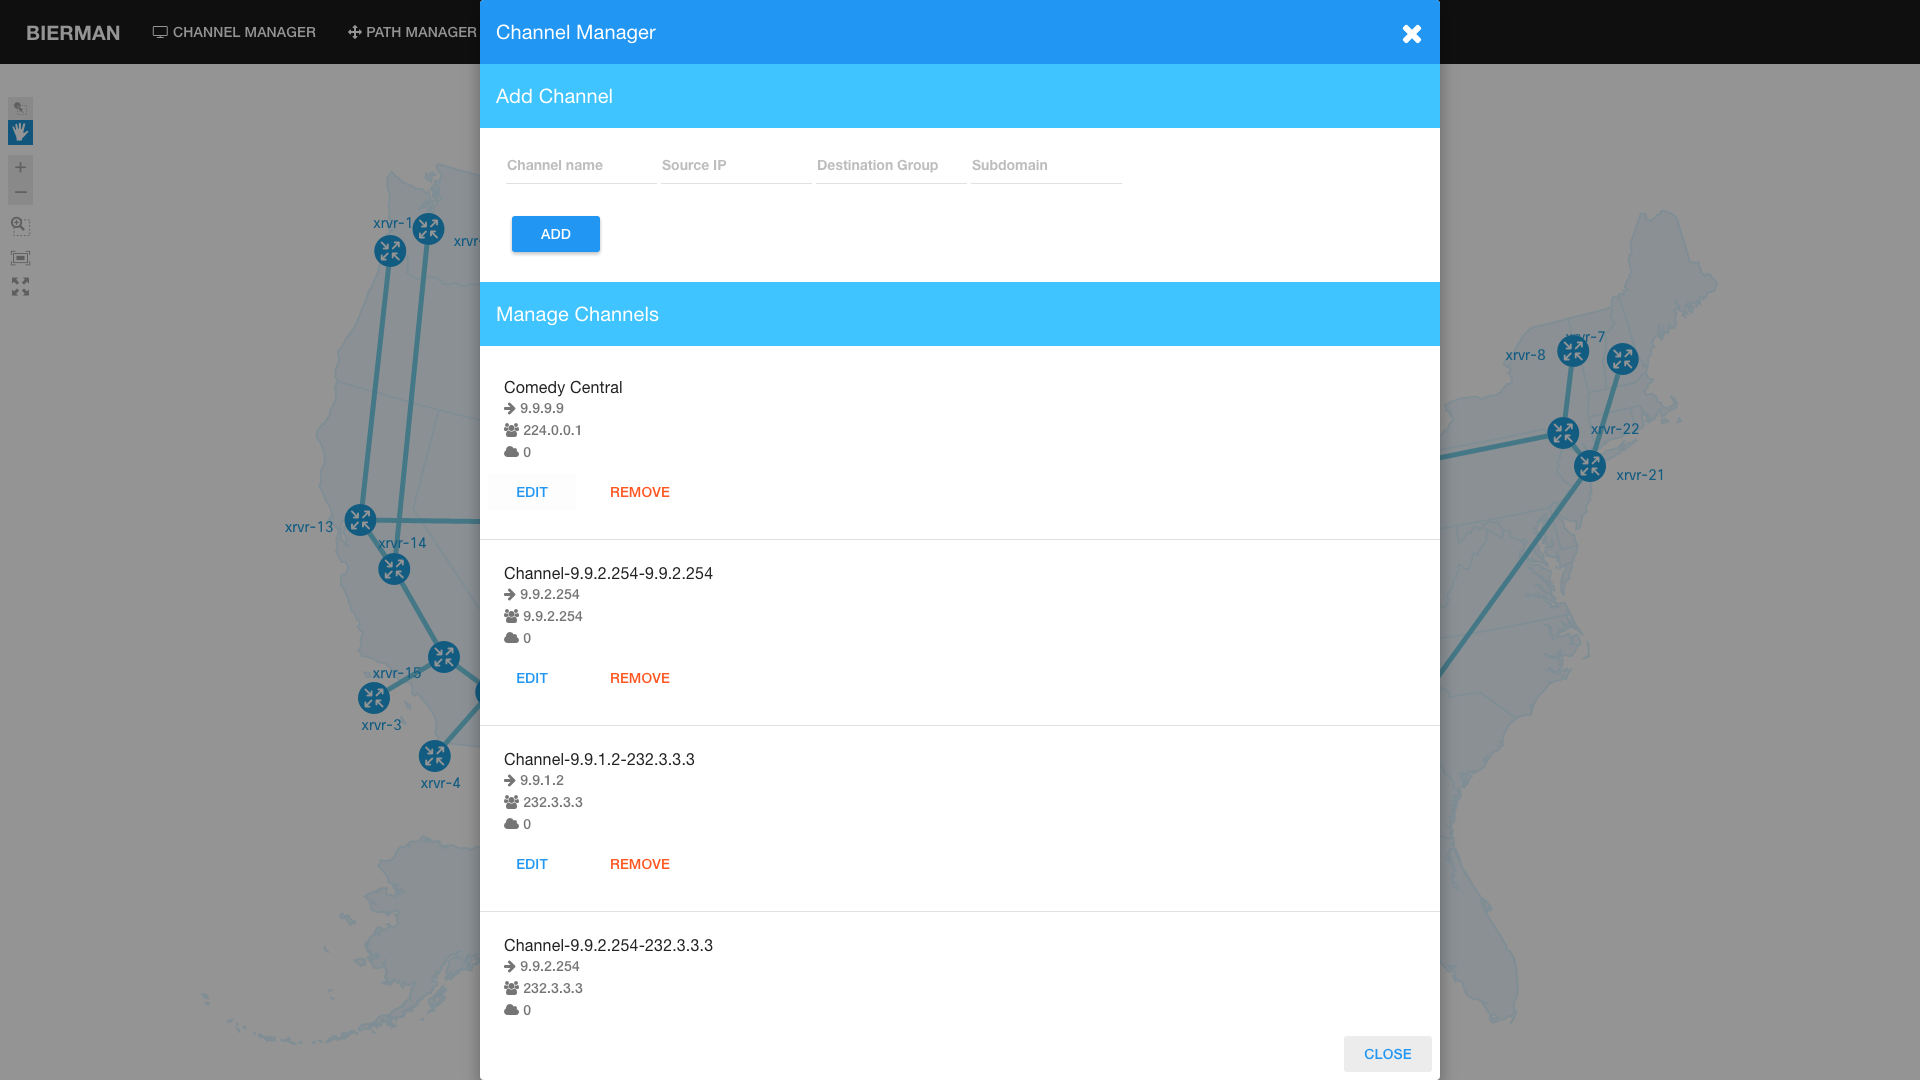 BIERMAN
CHANNEL MANAGER
PATH MANAGER
Channel Manager
Add Channel
Channel name
Source IP
Destination Group
Subdomain
ADD
Manage Channels
Comedy Central
9.9.9.9
224.0.0.1
0
EDIT
REMOVE
Channel-9.9.2.254-9.9.2.254
9.9.2.254
9.9.2.254
0
EDIT
REMOVE
Channel-9.9.1.2-232.3.3.3
9.9.1.2
232.3.3.3
0
EDIT
REMOVE
Channel-9.9.2.254-232.3.3.3
9.9.2.254
232.3.3.3
0
CLOSE
xrvr-1
xrvr-13
xrvr-14
xrvr-15
xrvr-3
xrvr-4
xrvr-8
xrvr-22
xrvr-21